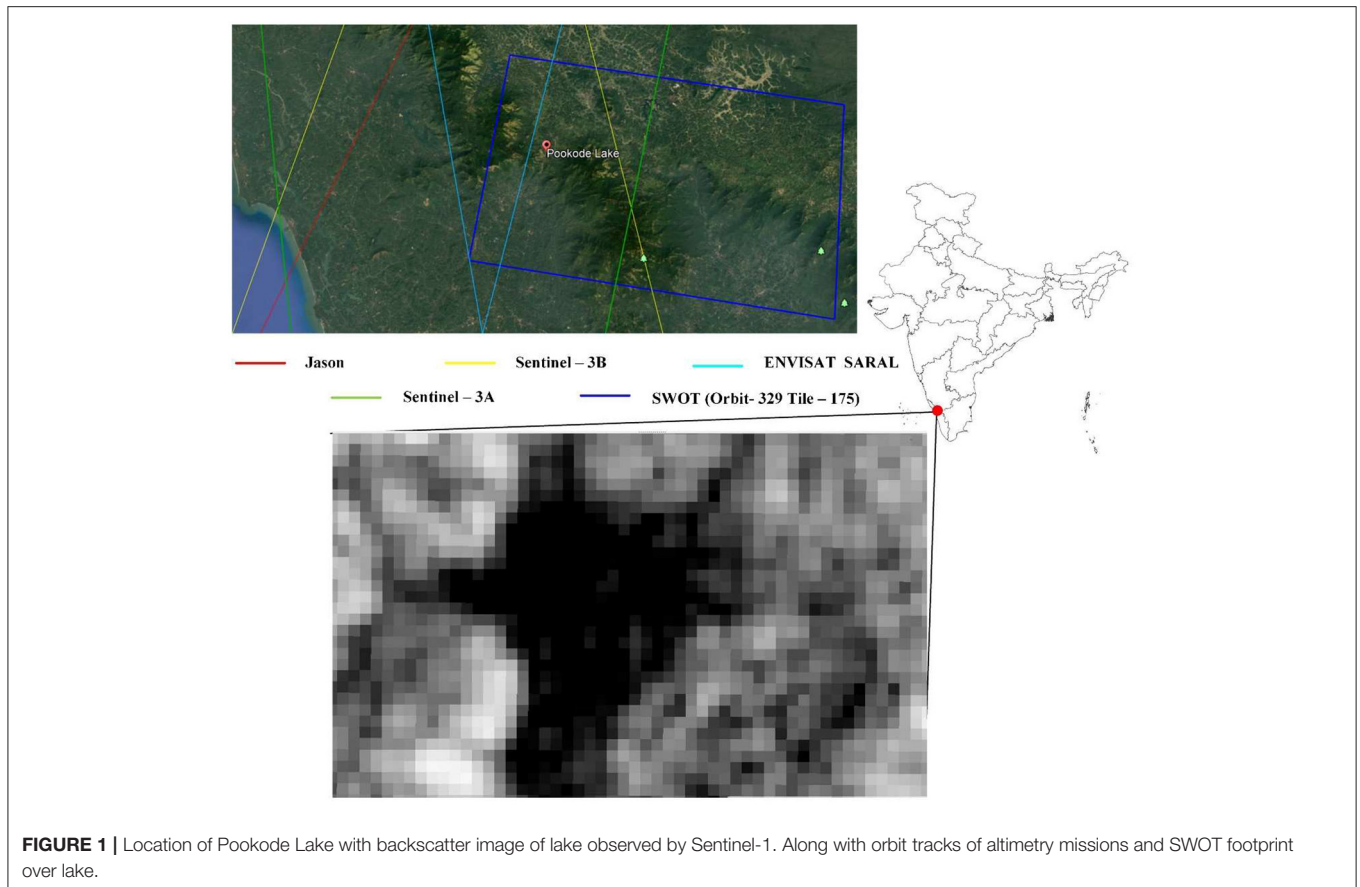 Pookode Lake
Jason
Sentinel – 3B
ENVISAT SARAL
Sentinel – 3A
SWOT (Orbit- 329 Tile – 175)
FIGURE 1 | Location of Pookode Lake with backscatter image of lake observed by Sentinel-1. Along with orbit tracks of altimetry missions and SWOT footprint
over lake.